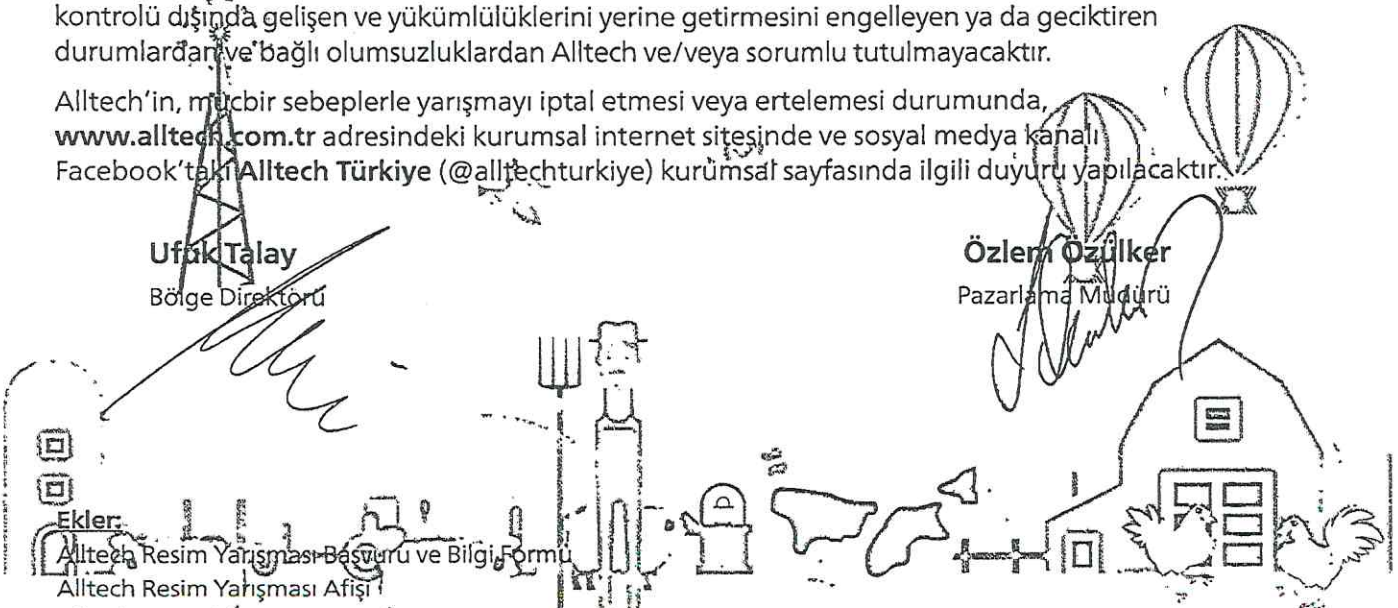 kontrolü dışında gelişen ve yükümlülüklerini yerine getirmesini engelleyen ya da geciktiren
durumlardan ve bağlı olumsuzluklardan Alltech ve/veya sorumlu tutulmayacaktır.
Alltech'in, mücbir sebeplerle yarışmayı iptal etmesi veya ertelemesi durumunda,
www.alltech.com.tr adresindeki kurumsal internet sitesinde ve sosyal medya kanalı
Facebook'taki Alltech Türkiye (@alltechturkiye) kurumsal sayfasında ilgili duyuru yapılacaktır.
Ufuk Talay
Bölge Direktörü
Özlem Özülker
Pazarlama Müdürü
Ekler:
Alltech Resim Yarışması Başvuru ve Bilgi Formu
Alltech Resim Yarışması Afişi